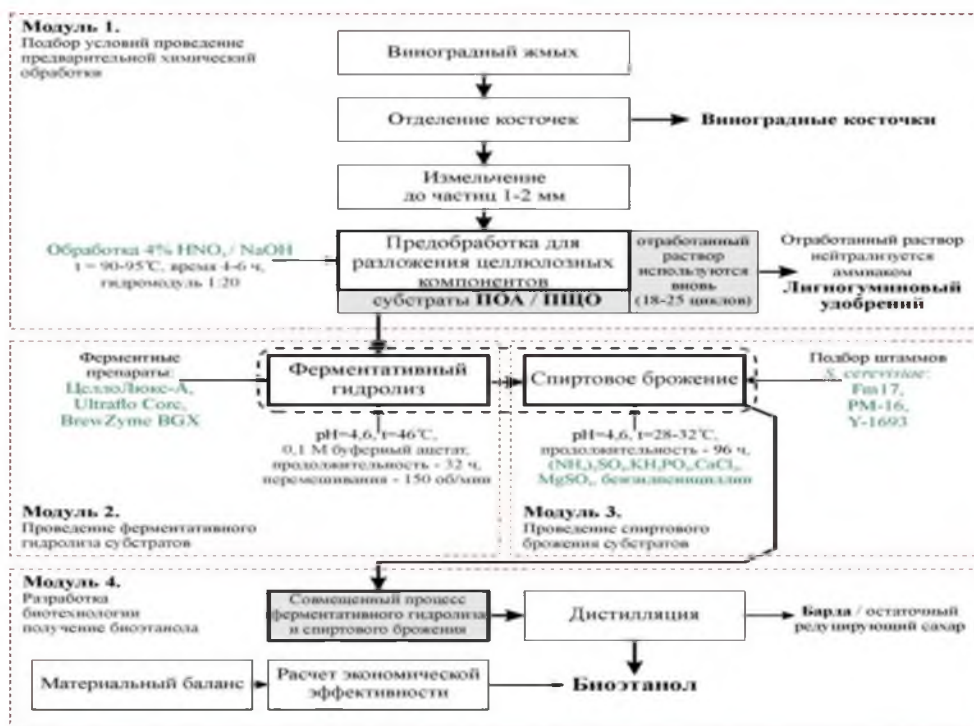 Модуль 1.
Подбор условий проведение
предварительной химический
обработки
Виноградный жмых
Отделение косточек
Виноградные косточки
Измельчение
до частиц 1-2 мм
Обработка 4% HNO₃ / NaOH
t = 90-95℃, время 4-6 ч,
гидромодуль 1:20
Предобработка для
разложения целлюлозных
компонентов
субстраты ПОА / ПЩО
отработанный
раствор
используются
вновь
(18-25 циклов)
Отработанный раствор
нейтрализуется
аммиаком
Лигногуминовый
удобрений
Ферментные
препараты:
ЦеллоЛюкс-А,
Ultraflo Core,
BrewZyme BGX
Ферментативный
гидролиз
Спиртовое брожение
Подбор штаммов
S. cerevisiae:
Fm17,
РМ-16,
Y-1693
pH=4,6, t=46℃,
0,1 М буферный ацетат,
продолжительность - 32 ч,
перемешивания - 150 об/мин
pH=4,6, t=28-32℃,
продолжительность - 96 ч,
(NH₄)₂SO₄, KH₂PO₄, CaCl₂,
MgSO₄, бензилпенициллин
Модуль 2.
Проведение ферментативного
гидролиза субстратов
Модуль 3.
Проведение спиртового
брожения субстратов
Модуль 4.
Разработка
биотехнологии
получение биоэтанола
Совмещенный процесс
ферментативного гидролиза
и спиртового брожения
Дистилляция
Барда / остаточный
редуцирующий сахар
Материальный баланс
Расчет экономической
эффективности
Биоэтанол